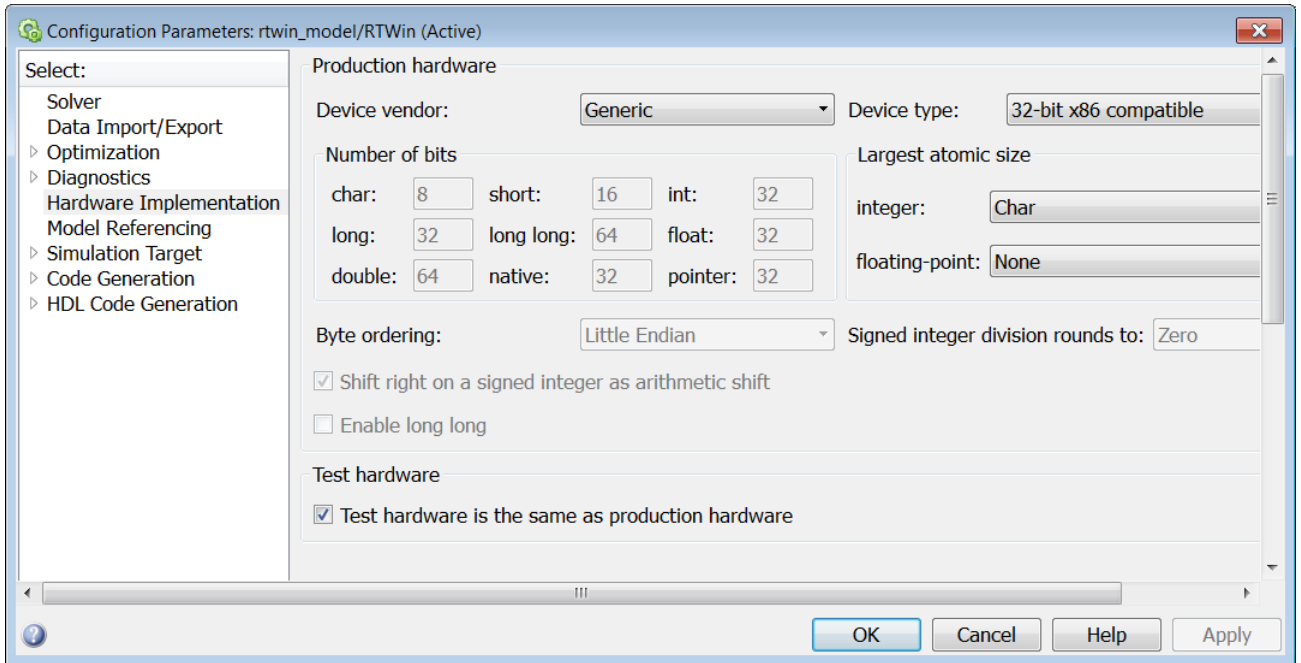 Configuration Parameters: rtwin_model/RTWin (Active)
Select:
Solver
Data Import/Export
Optimization
Diagnostics
Hardware Implementation
Model Referencing
Simulation Target
Code Generation
HDL Code Generation
Production hardware
Device vendor: Generic Device type: 32-bit x86 compatible
Number of bits
char: 8 short: 16 int: 32
long: 32 long long: 64 float: 32
double: 64 native: 32 pointer: 32
Largest atomic size
integer: Char
floating-point: None
Byte ordering: Little Endian Signed integer division rounds to: Zero
Shift right on a signed integer as arithmetic shift
Enable long long
Test hardware
Test hardware is the same as production hardware
OK Cancel Help Apply